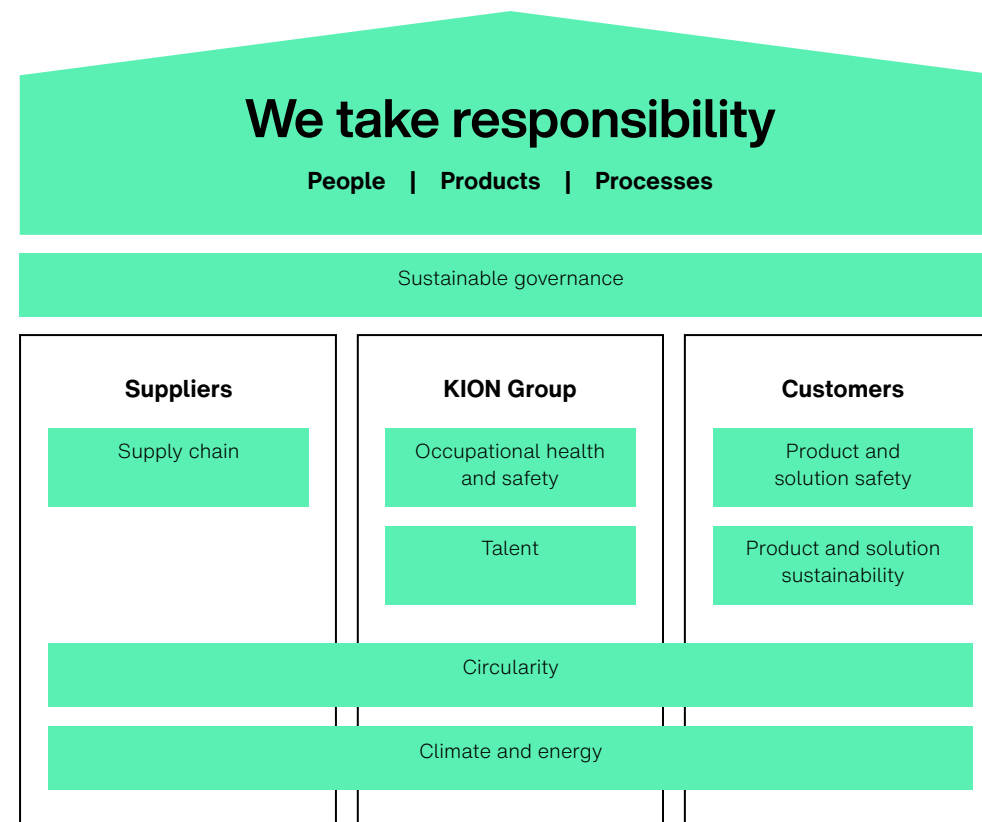 We take responsibility
People | Products | Processes
Sustainable governance
Suppliers
Supply chain
KION Group
Occupational health
and safety
Talent
Customers
Product and
solution safety
Product and solution
sustainability
Circularity
Climate and energy